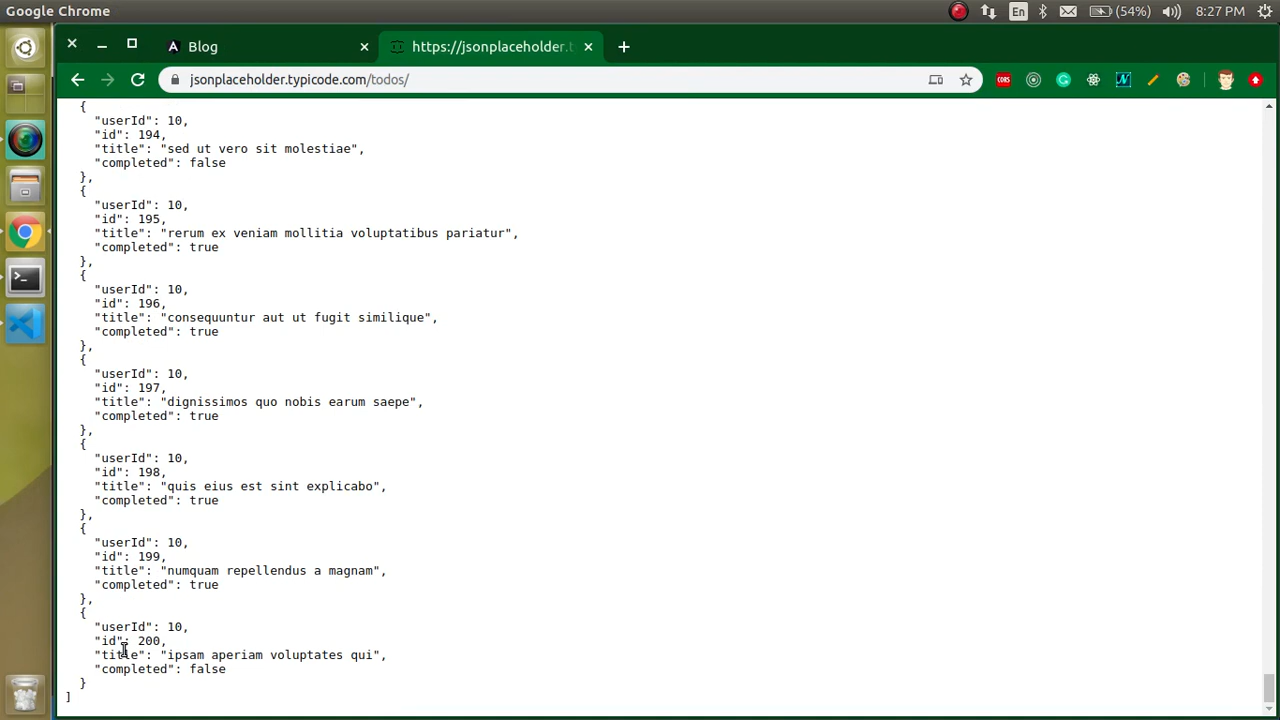 Google Chrome
En
(54%)
8:27 PM
Blog
https://jsonplaceholder.t
jsonplaceholder.typicode.com/todos/
CORS
{
"userId": 10,
"id": 194,
"title": "sed ut vero sit molestiae",
"completed": false
},
{
"userId": 10,
"id": 195,
"title": "rerum ex veniam mollitia voluptatibus pariatur",
"completed": true
},
{
"userId": 10,
"id": 196,
"title": "consequuntur aut ut fugit similique",
"completed": true
},
{
"userId": 10,
"id": 197,
"title": "dignissimos quo nobis earum saepe",
"completed": true
},
{
"userId": 10,
"id": 198,
"title": "quis eius est sint explicabo",
"completed": true
},
{
"userId": 10,
"id": 199,
"title": "numquam repellendus a magnam",
"completed": true
},
{
"userId": 10,
"id": 200,
"title": "ipsam aperiam voluptates qui",
"completed": false
}
]